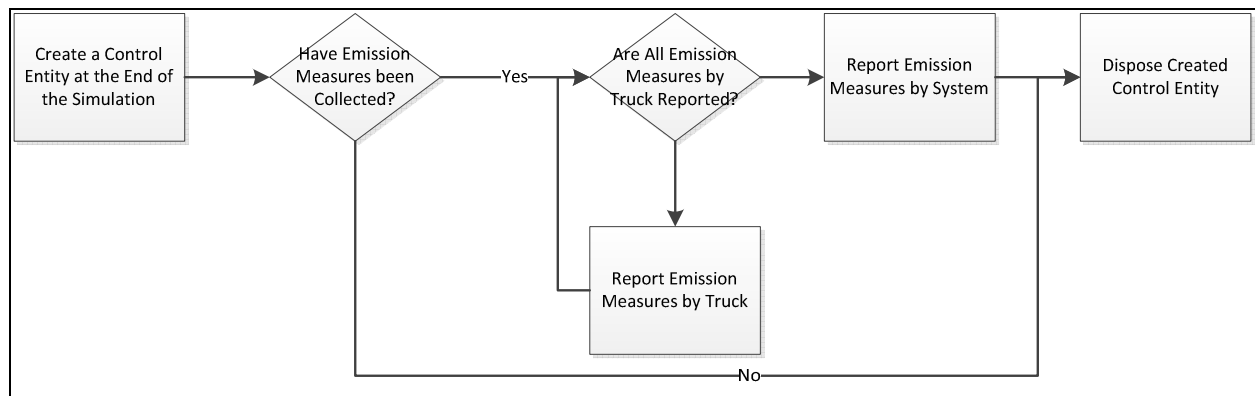 Create a Control
Entity at the End of
the Simulation
Have Emission
Measures been
Collected?
Yes
Are All Emission
Measures by
Truck Reported?
Report Emission
Measures by System
Dispose Created
Control Entity
Report Emission
Measures by Truck
No